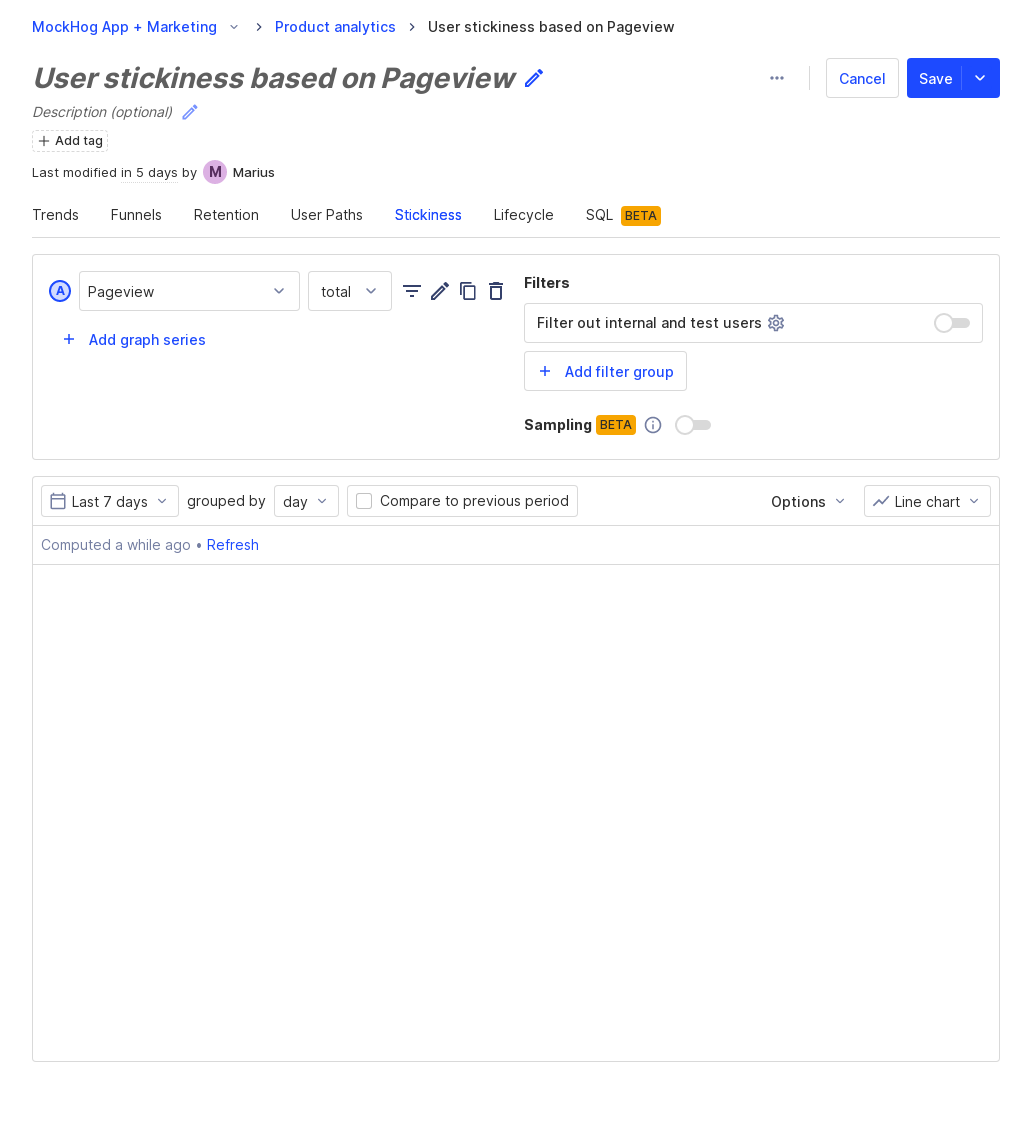 MockHog App + Marketing Product analytics User stickiness based on Pageview
User stickiness based on Pageview
Cancel
Save
Description (optional)
Add tag
Last modified in 5 days by M Marius
Trends Funnels Retention User Paths Stickiness Lifecycle SQL BETA
A Pageview total
Add graph series
Filters
Filter out internal and test users
Add filter group
Sampling BETA
Last 7 days grouped by day Compare to previous period Options Line chart
Computed a while ago • Refresh